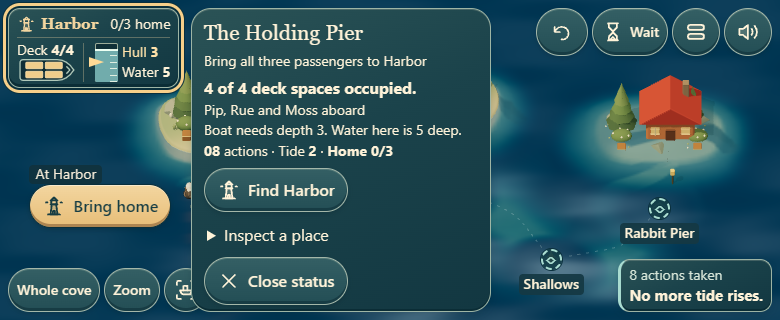 Harbor 0/3 home
Deck 4/4
Hull 3
Water 5
The Holding Pier
Bring all three passengers to Harbor
4 of 4 deck spaces occupied.
Pip, Rue and Moss aboard
Boat needs depth 3. Water here is 5 deep.
08 actions · Tide 2 · Home 0/3
Find Harbor
Inspect a place
Close status
Wait
At Harbor
Bring home
Whole cove
Zoom
Rabbit Pier
Shallows
8 actions taken
No more tide rises.